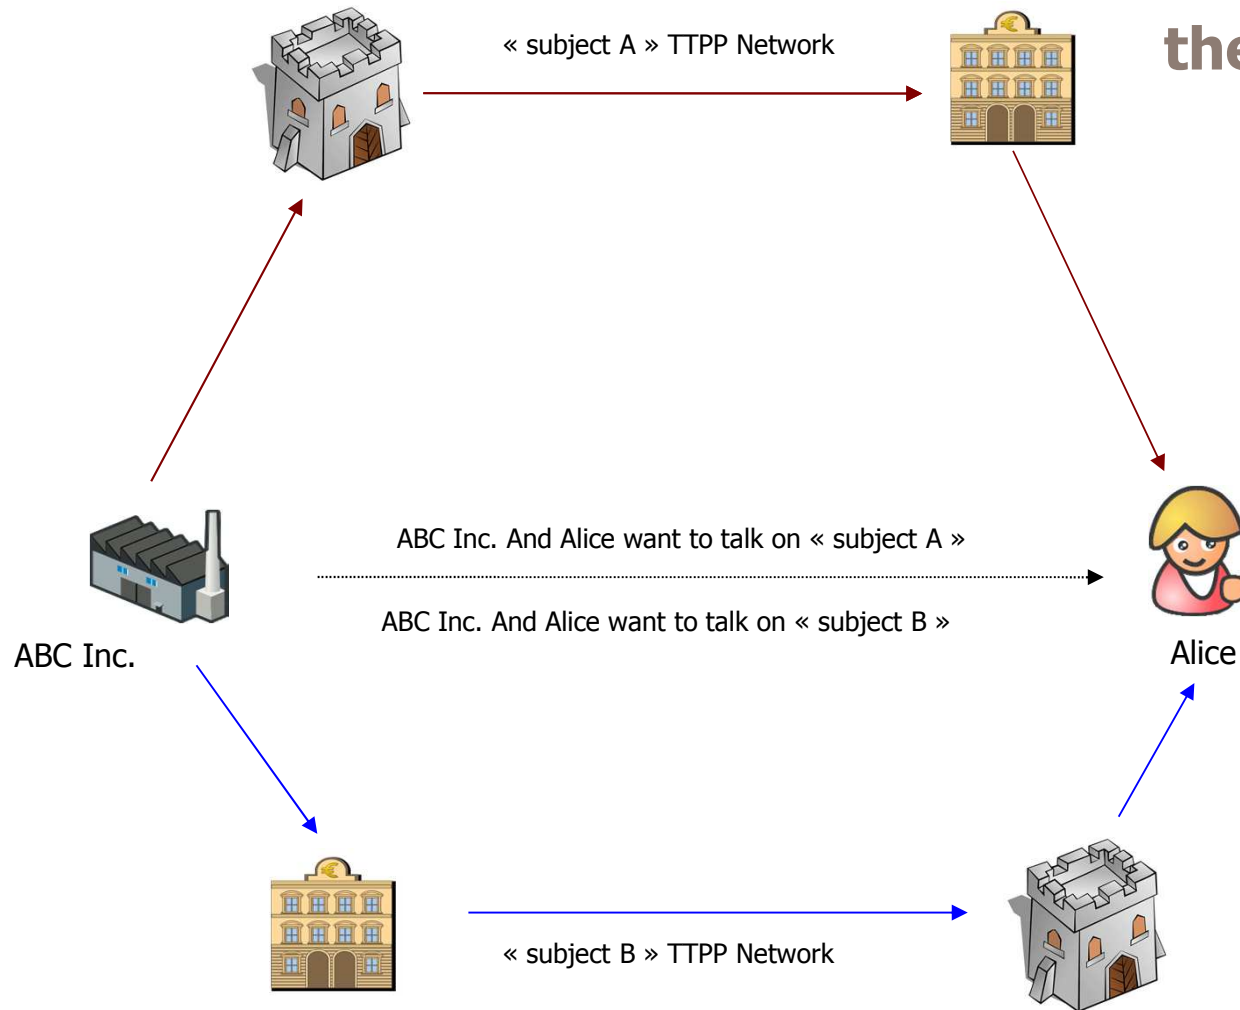 « subject A » TTPP Network
the
ABC Inc. And Alice want to talk on « subject A »
ABC Inc. And Alice want to talk on « subject B »
ABC Inc.
Alice
« subject B » TTPP Network